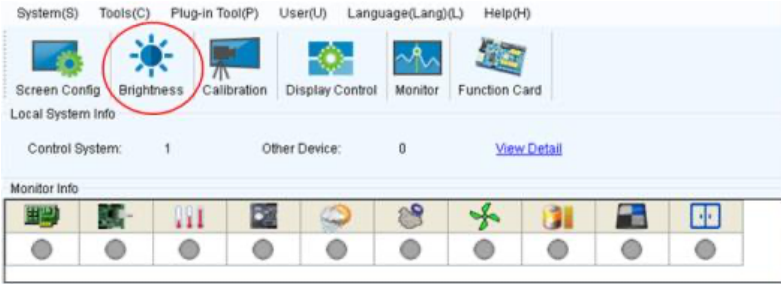 System(S) Tools(C) Plug-in Tool(P) User(U) Language(Lang)(L) Help(H)
Screen Config Brightness Calibration Display Control Monitor Function Card
Local System Info
Control System: 1 Other Device: 0 View Detail
Monitor Info